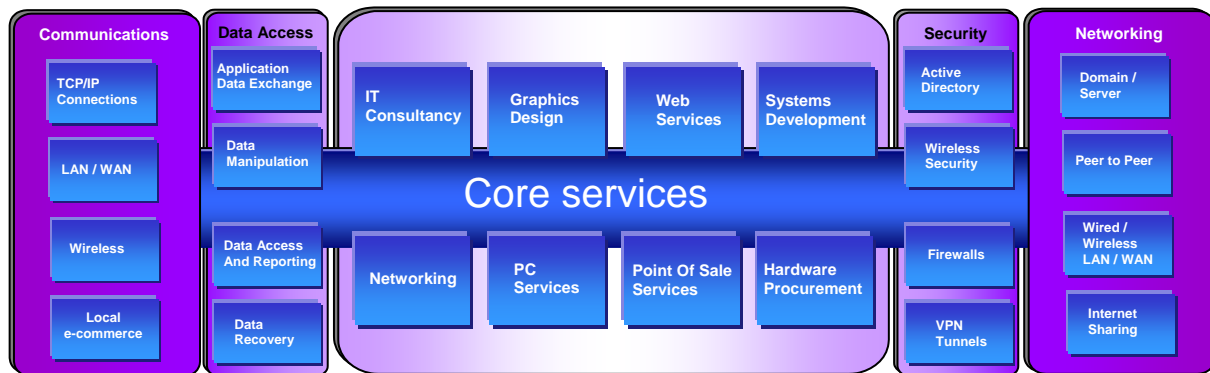 Communications
TCP/IP
Connections
LAN / WAN
Wireless
Local
e-commerce
Data Access
Application
Data Exchange
Data
Manipulation
Data Access
And Reporting
Data
Recovery
IT
Consultancy
Graphics
Design
Web
Services
Systems
Development
Core services
Networking
PC
Services
Point Of Sale
Services
Hardware
Procurement
Security
Active
Directory
Wireless
Security
Firewalls
VPN
Tunnels
Networking
Domain /
Server
Peer to Peer
Wired /
Wireless
LAN / WAN
Internet
Sharing